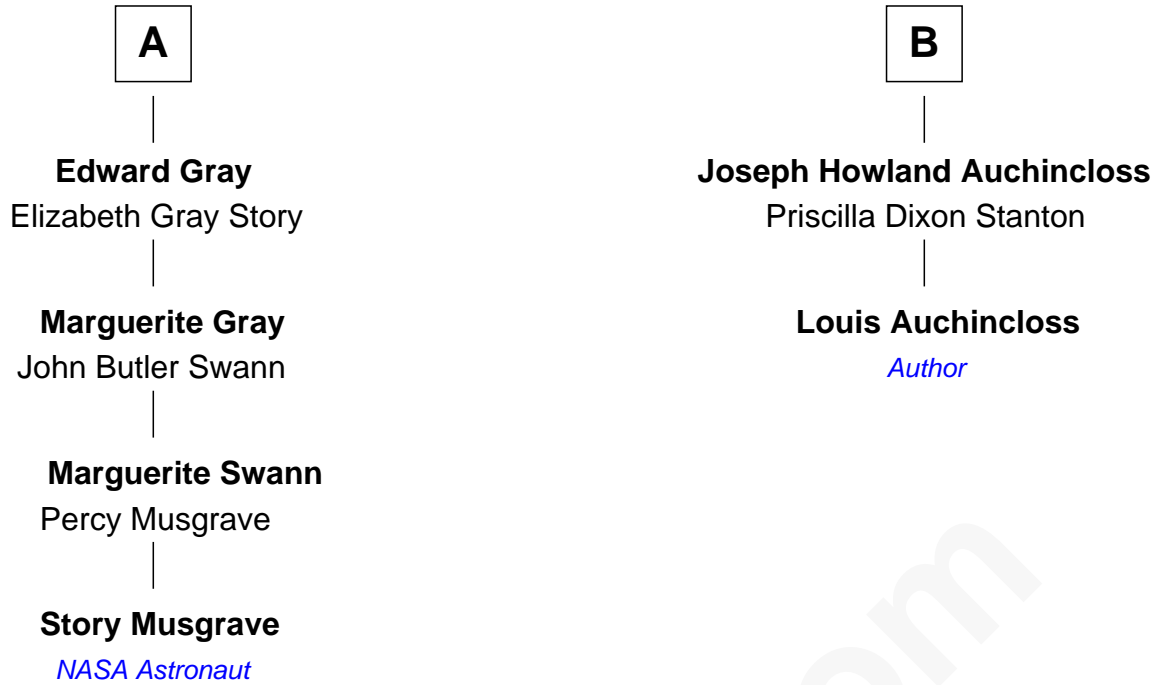 A
Edward Gray
Elizabeth Gray Story
Marguerite Gray
John Butler Swann
Marguerite Swann
Percy Musgrave
Story Musgrave
NASA Astronaut
B
Joseph Howland Auchincloss
Priscilla Dixon Stanton
Louis Auchincloss
Author
om